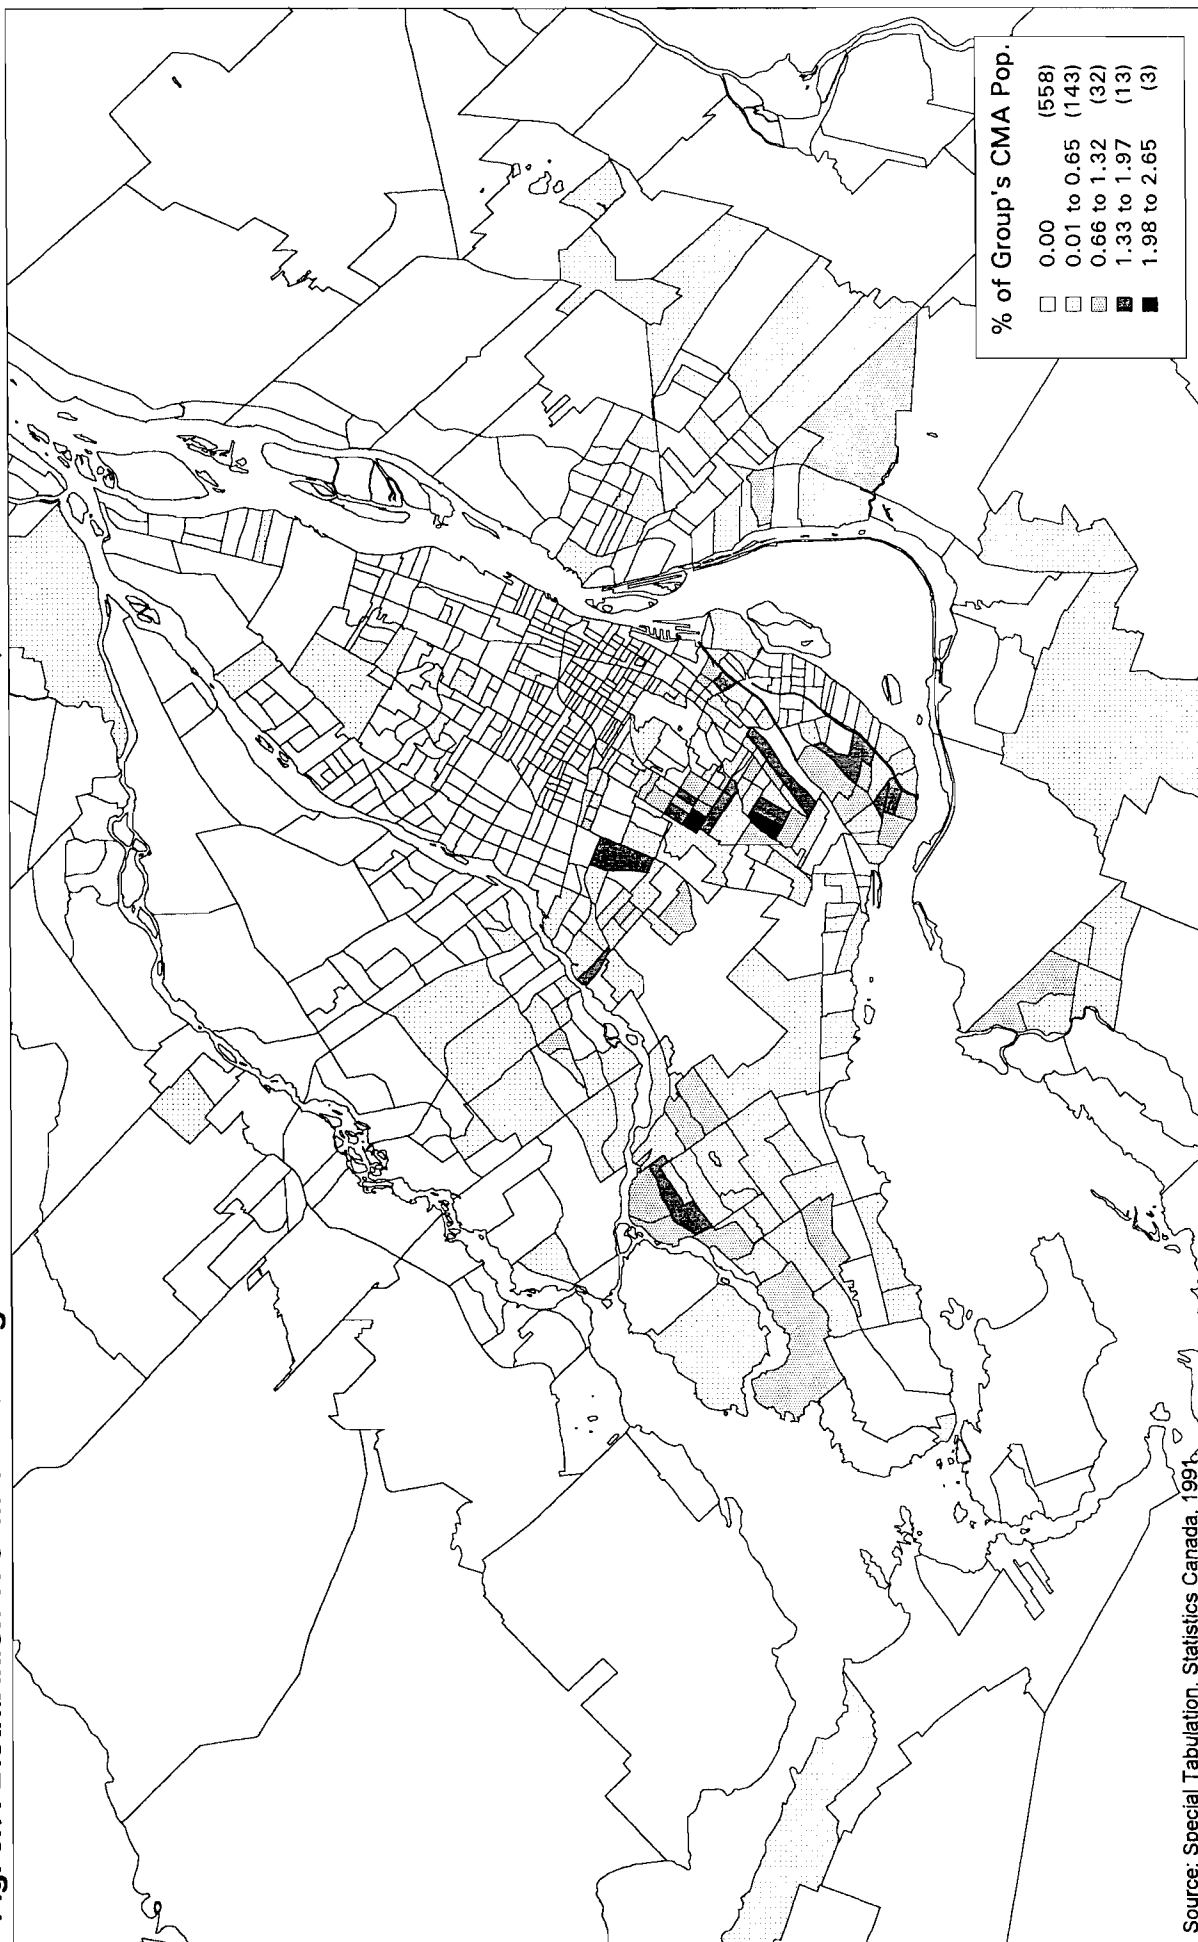 % of Group's CMA Pop.
0.00 (558)
0.01 to 0.65 (143)
0.66 to 1.32 (32)
1.33 to 1.97 (13)
1.98 to 2.65 (3)
Source: Special Tabulation, Statistics Canada, 1991.